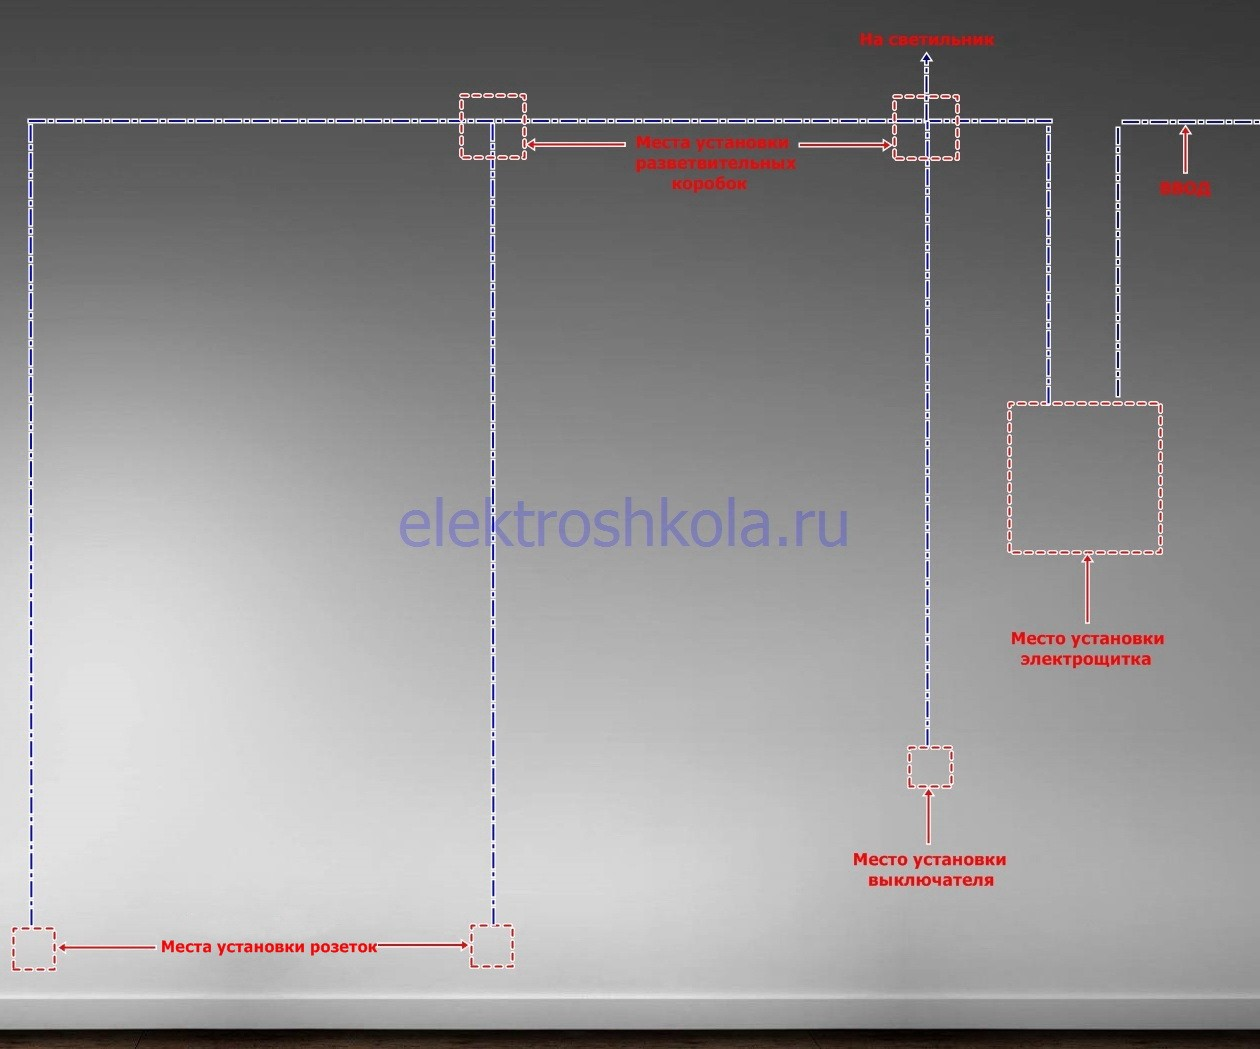 На светильник
Места установки
разветвительных
коробок
ВВОД
elektroshkola.ru
Место установки
электрощитка
Место установки
выключателя
Места установки розеток